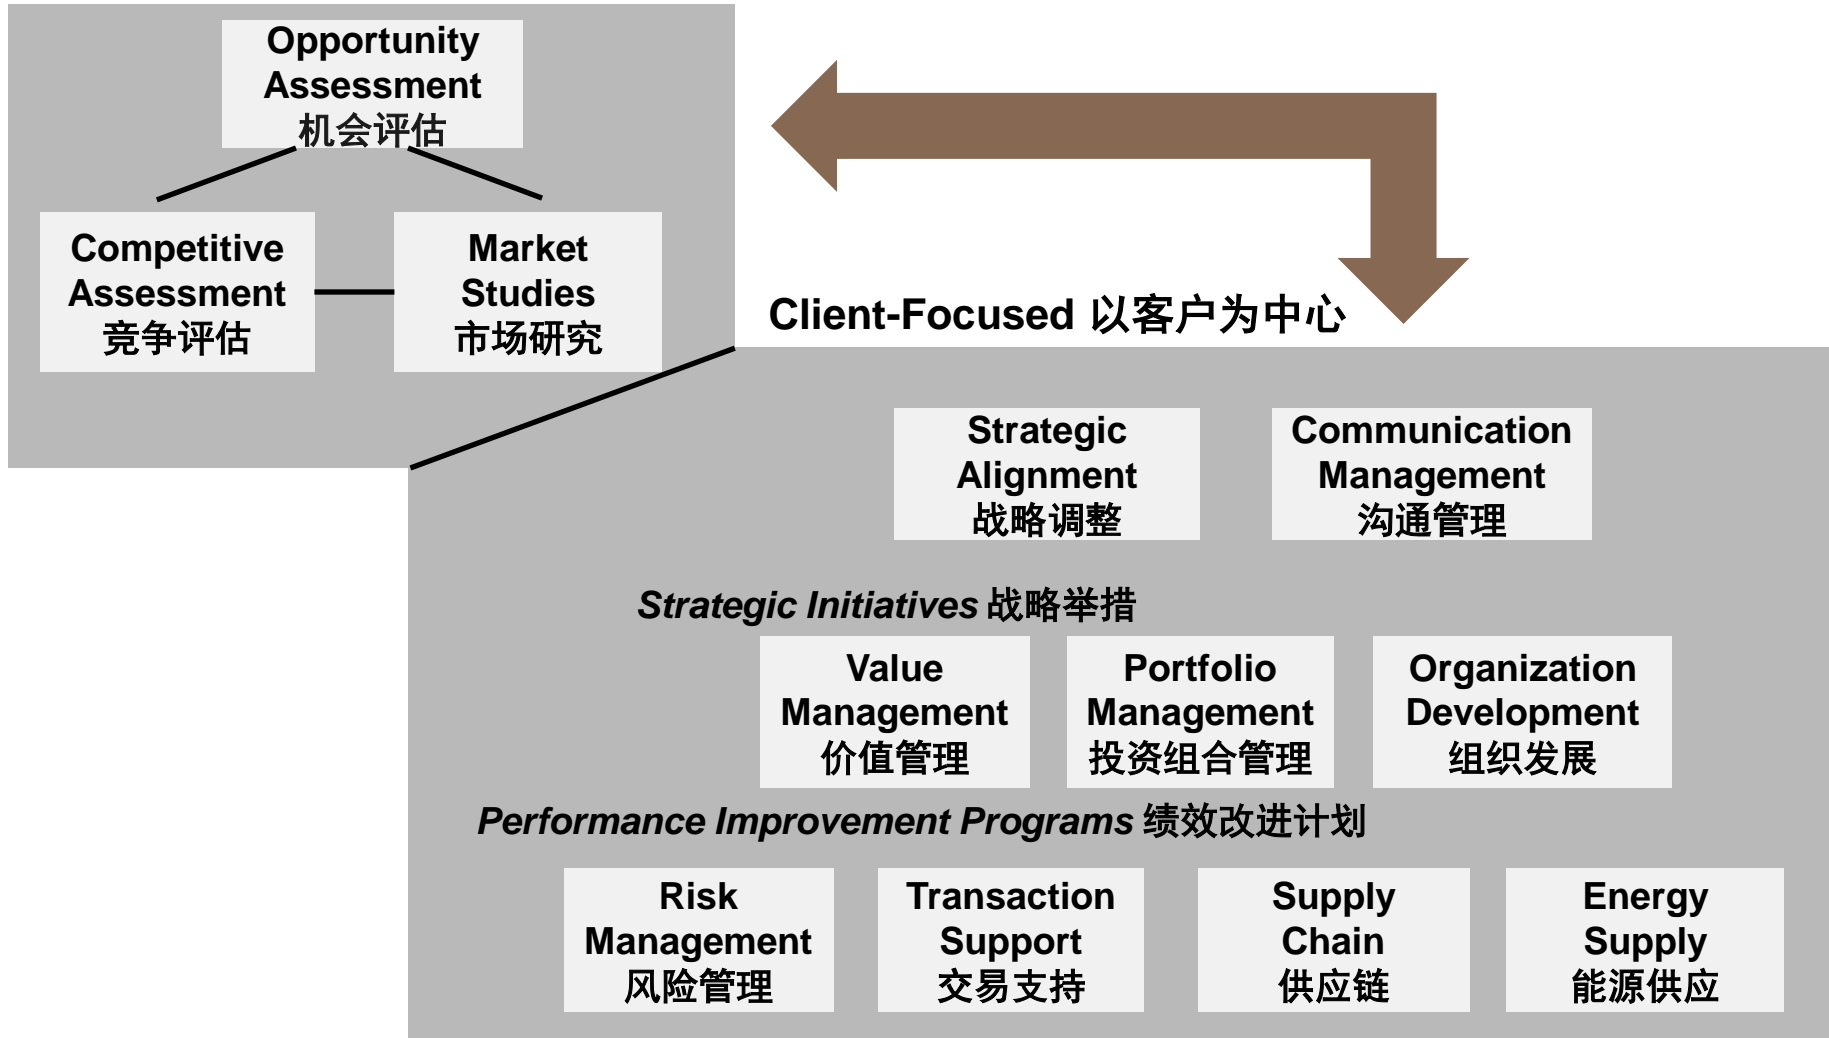 Opportunity
Assessment
机会评估
Competitive
Assessment
竞争评估
Market
Studies
市场研究
Client-Focused 以客户为中心
Strategic
Alignment
战略调整
Communication
Management
沟通管理
Strategic Initiatives 战略举措
Value
Management
价值管理
Portfolio
Management
投资组合管理
Organization
Development
组织发展
Performance Improvement Programs 绩效改进计划
Risk
Management
风险管理
Transaction
Support
交易支持
Supply
Chain
供应链
Energy
Supply
能源供应